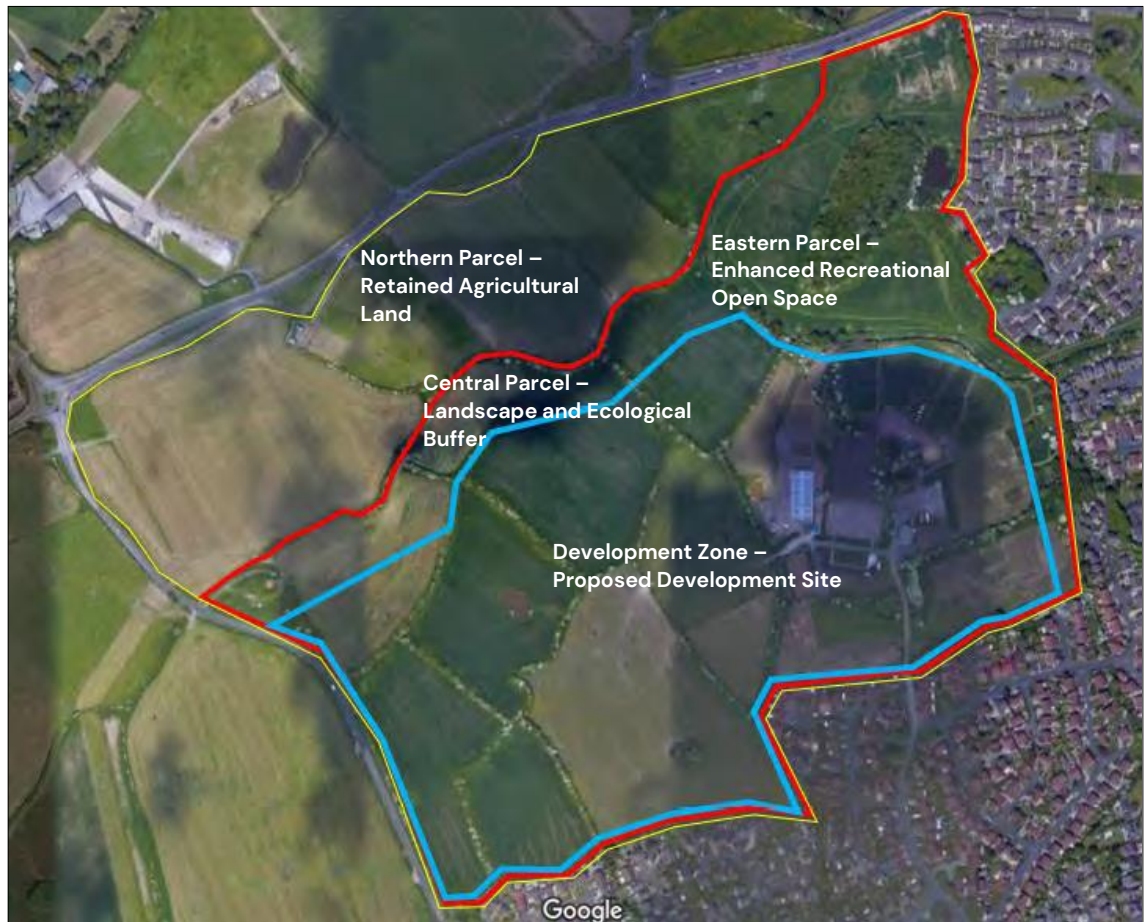 Northern Parcel –
Retained Agricultural
Land
Eastern Parcel –
Enhanced Recreational
Open Space
Central Parcel –
Landscape and Ecological
Buffer
Development Zone –
Proposed Development Site
Google